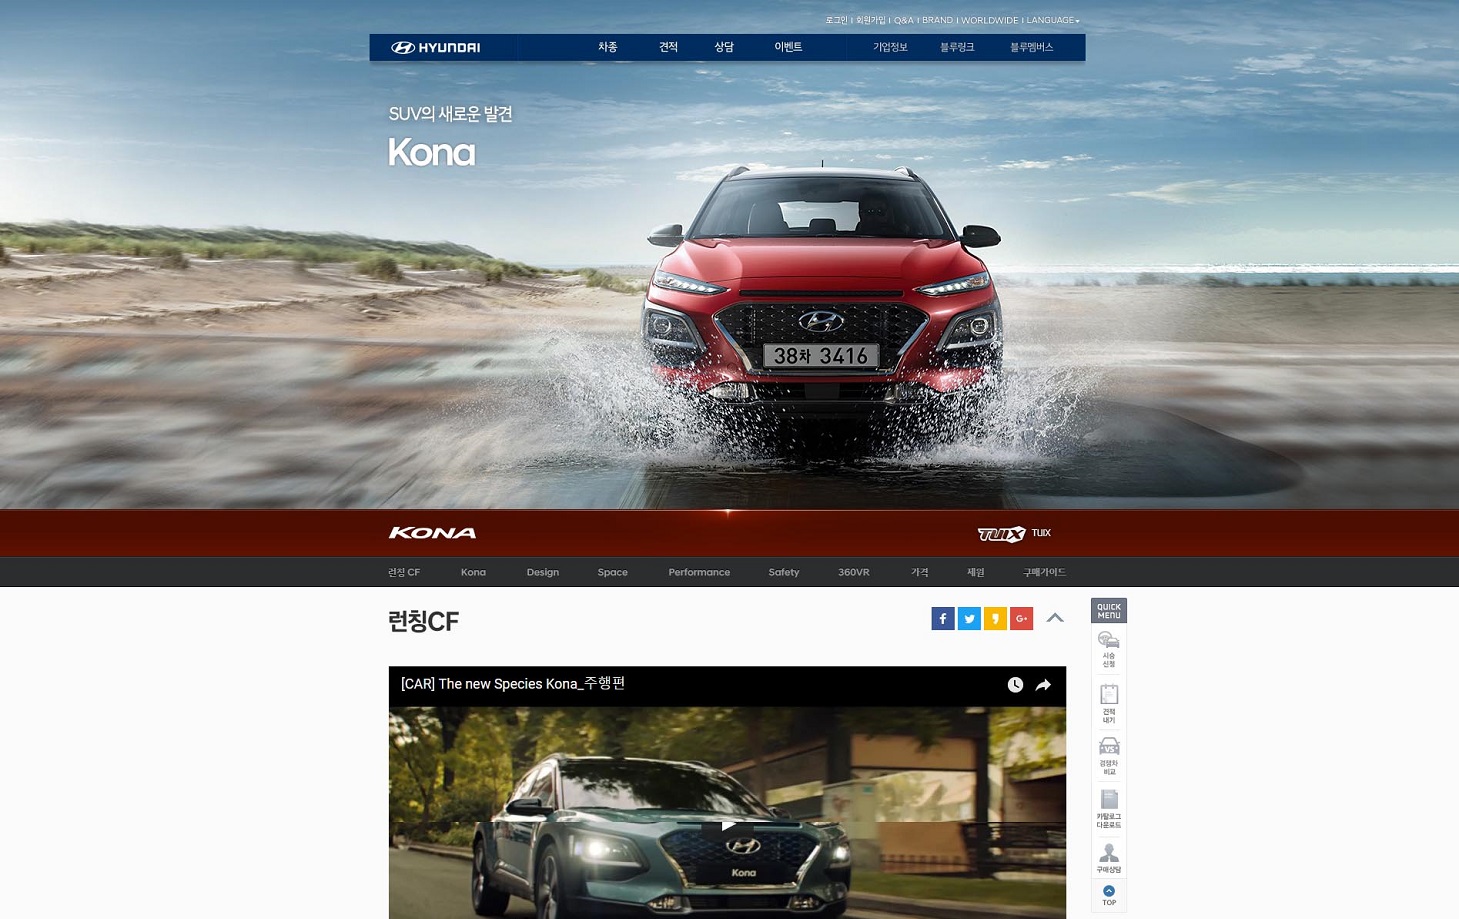 로그인 | 회원가입 | Q&A | BRAND | WORLDWIDE | LANGUAGE
HYUNDAI 차종 견적 상담 이벤트 기업정보 블루링크 블루멤버스
SUV의 새로운 발견
Kona
38차 3416
KONA TUIX TUIX
런칭 CF Kona Design Space Performance Safety 360VR 가격 제원 구매가이드
런칭CF
QUICK
MENU
시승
신청
[CAR] The new Species Kona_주행편
견적
내기
VS
경쟁차
비교
카탈로그
다운로드
구매상담
Kona
TOP